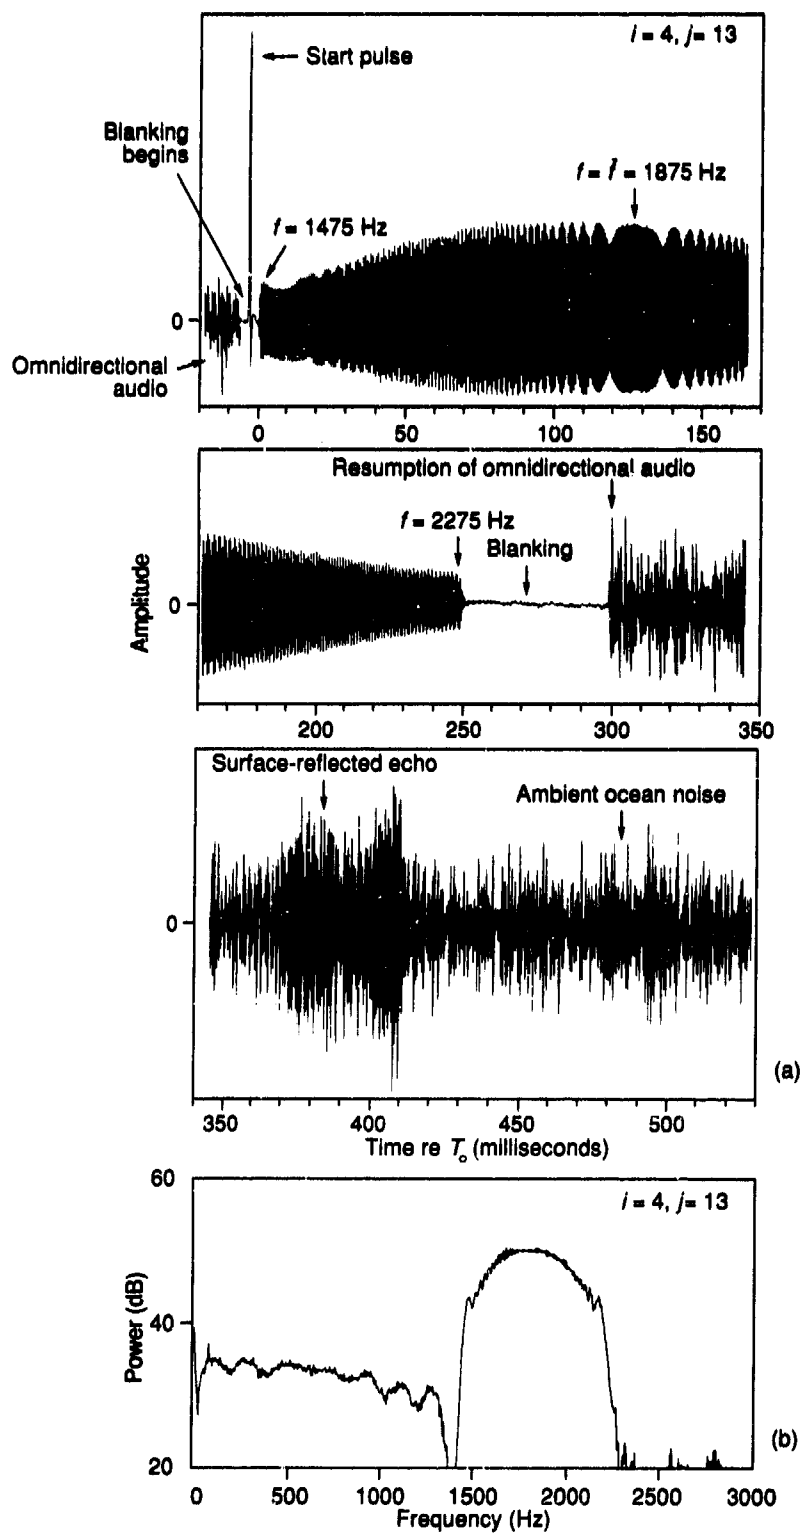 i = 4, j= 13
Start pulse
Blanking
begins
f = f̄ = 1875 Hz
f = 1475 Hz
0
Omnidirectional
audio
0 50 100 150
Resumption of omnidirectional audio
f = 2275 Hz
Blanking
Amplitude
0
200 250 300 350
Surface-reflected echo
Ambient ocean noise
0
(a)
350 400 450 500
Time re To (milliseconds)
60
i = 4, j= 13
Power (dB)
40
(b)
20
0 500 1000 1500 2000 2500 3000
Frequency (Hz)